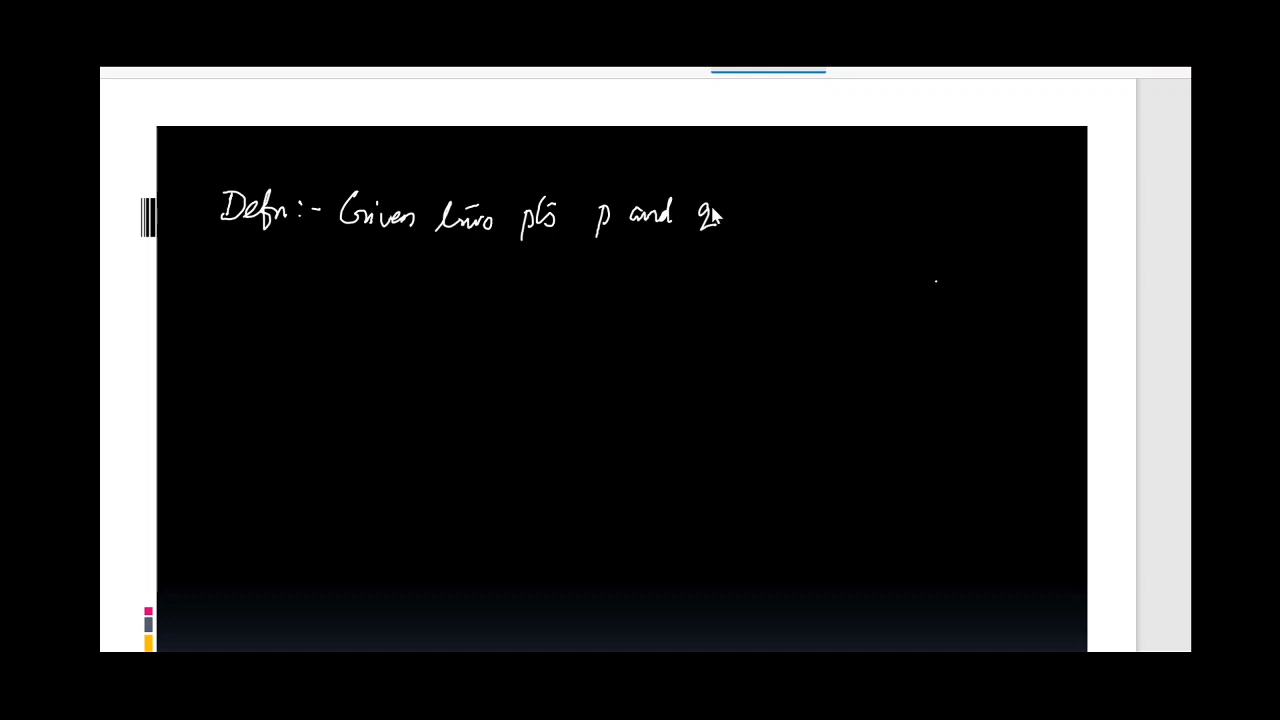 Defn :- Given two pts p and q